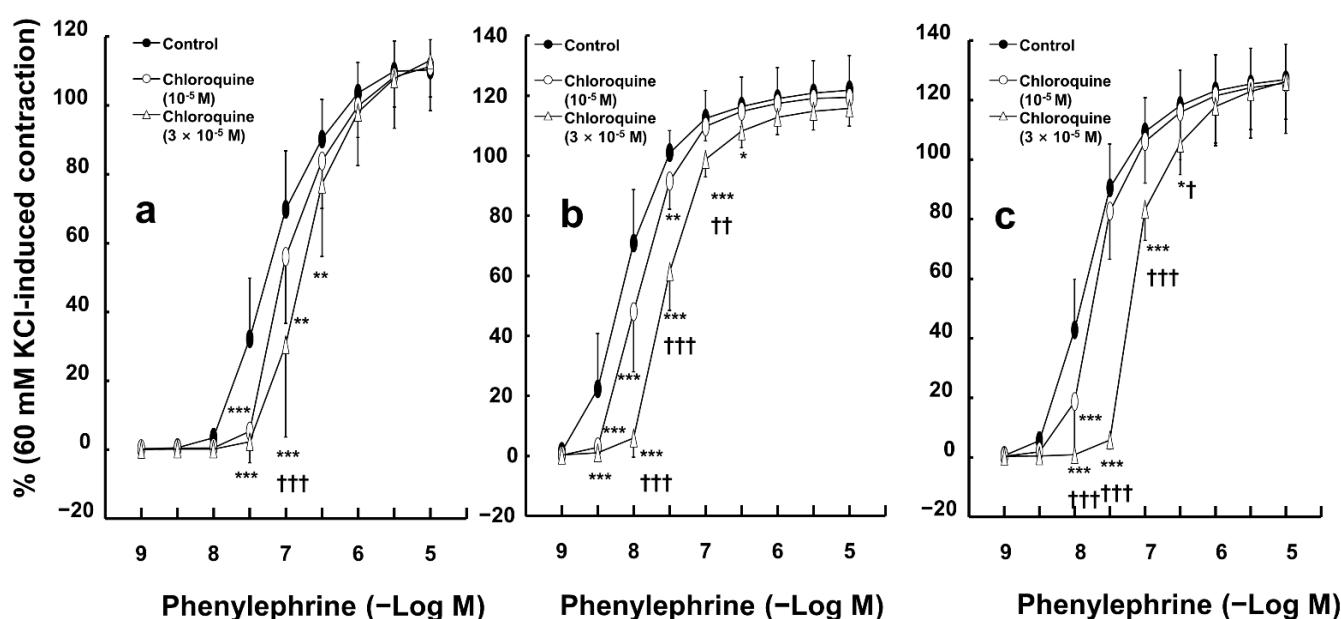 % (60 mM KCl-induced contraction)
120
100
80
60
40
20
0
−20
Control
Chloroquine
(10⁻⁵ M)
Chloroquine
(3 × 10⁻⁵ M)
a
***
***
**
***
†††
**
9 8 7 6 5
Phenylephrine (−Log M)
140
120
100
80
60
40
20
0
−20
Control
Chloroquine
(10⁻⁵ M)
Chloroquine
(3 × 10⁻⁵ M)
b
***
***
***
***
†††
**
***
†††
***
††
*
9 8 7 6 5
Phenylephrine (−Log M)
140
120
100
80
60
40
20
0
−20
Control
Chloroquine
(10⁻⁵ M)
Chloroquine
(3 × 10⁻⁵ M)
c
***
***
†††
***
†††
***
†††
*†
9 8 7 6 5
Phenylephrine (−Log M)